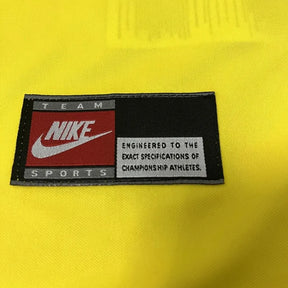 TEAM
NIKE
SPORTS
ENGINEERED TO THE
EXACT SPECIFICATIONS OF
CHAMPIONSHIP ATHLETES.